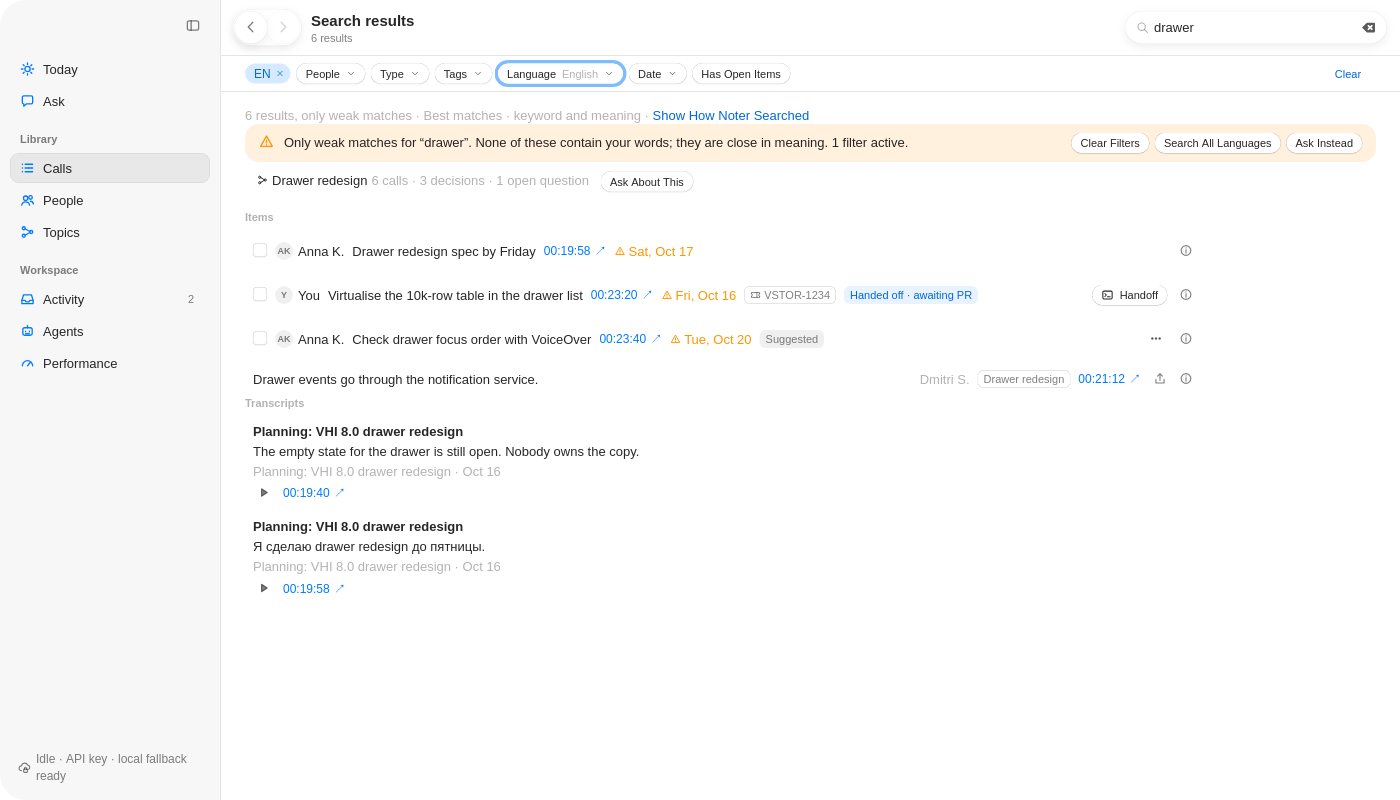 Search results
6 results
drawer
Today
Ask
Library
Calls
People
Topics
Workspace
Activity 2
Agents
Performance
Idle · API key · local fallback
ready
EN × People Type Tags Language English Date Has Open Items Clear
6 results, only weak matches · Best matches · keyword and meaning · Show How Noter Searched
Only weak matches for “drawer”. None of these contain your words; they are close in meaning. 1 filter active. Clear Filters Search All Languages Ask Instead
Drawer redesign 6 calls · 3 decisions · 1 open question Ask About This
Items
AK Anna K. Drawer redesign spec by Friday 00:19:58 ↗ Sat, Oct 17
Y You Virtualise the 10k-row table in the drawer list 00:23:20 ↗ Fri, Oct 16 VSTOR-1234 Handed off · awaiting PR Handoff
AK Anna K. Check drawer focus order with VoiceOver 00:23:40 ↗ Tue, Oct 20 Suggested
Drawer events go through the notification service. Dmitri S. Drawer redesign 00:21:12 ↗
Transcripts
Planning: VHI 8.0 drawer redesign
The empty state for the drawer is still open. Nobody owns the copy.
Planning: VHI 8.0 drawer redesign · Oct 16
00:19:40 ↗
Planning: VHI 8.0 drawer redesign
Я сделаю drawer redesign до пятницы.
Planning: VHI 8.0 drawer redesign · Oct 16
00:19:58 ↗